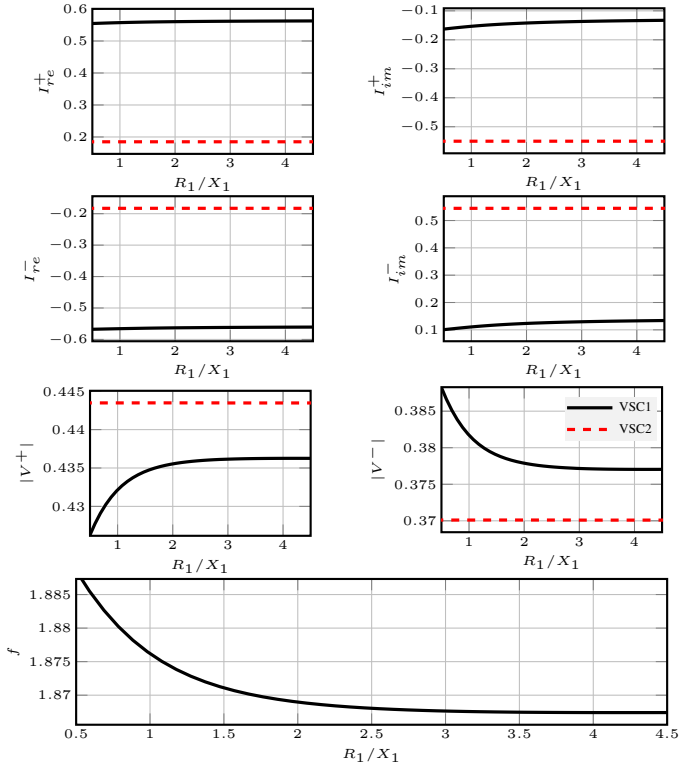 0.6
0.5
0.4
0.3
0.2
I⁺re
1 2 3 4
R₁/X₁
−0.1
−0.2
−0.3
−0.4
−0.5
I⁺im
1 2 3 4
R₁/X₁
−0.2
−0.3
−0.4
−0.5
−0.6
I⁻re
1 2 3 4
R₁/X₁
0.5
0.4
0.3
0.2
0.1
I⁻im
1 2 3 4
R₁/X₁
0.445
0.44
0.435
0.43
|V⁺|
1 2 3 4
R₁/X₁
0.385
0.38
0.375
0.37
|V⁻|
VSC1
VSC2
1 2 3 4
R₁/X₁
1.885
1.88
1.875
1.87
f
0.5 1 1.5 2 2.5 3 3.5 4 4.5
R₁/X₁